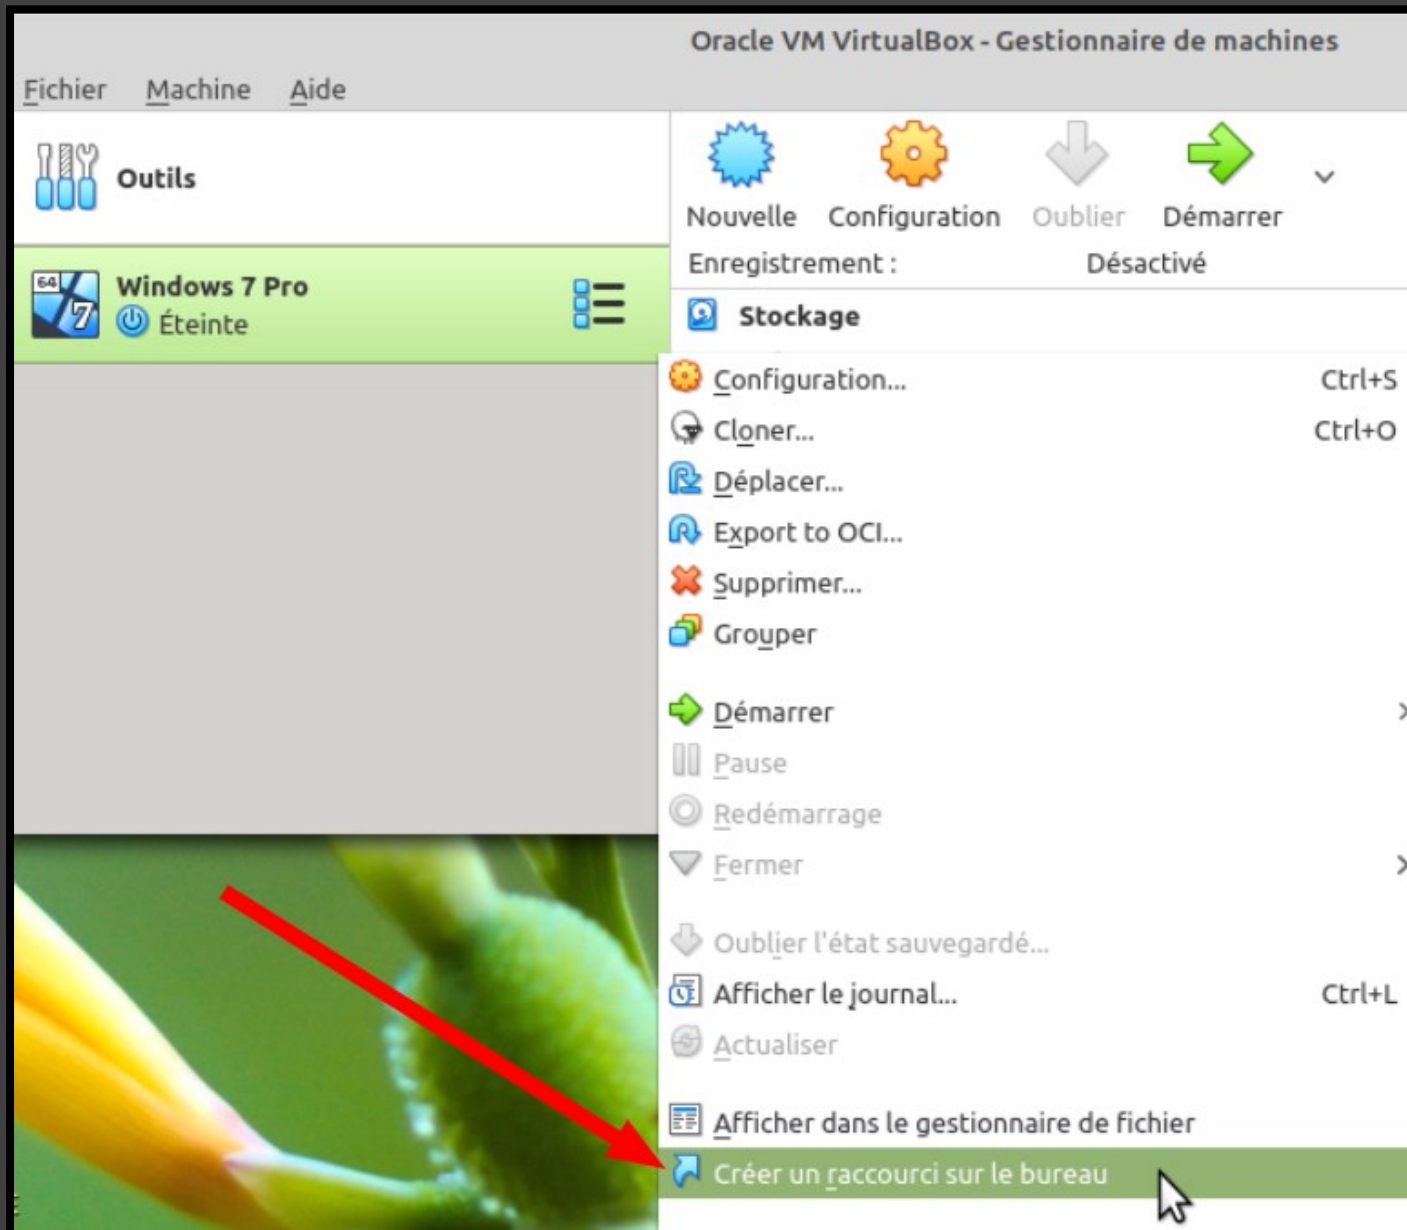 Oracle VM VirtualBox - Gestionnaire de machines
Fichier Machine Aide
Outils
Nouvelle Configuration Oublier Démarrer
Enregistrement : Désactivé
64 7 Windows 7 Pro
Éteinte
Stockage
Configuration... Ctrl+S
Cloner... Ctrl+O
Déplacer...
Export to OCI...
Supprimer...
Grouper
Démarrer
Pause
Redémarrage
Fermer
Oublier l'état sauvegardé...
Afficher le journal... Ctrl+L
Actualiser
Afficher dans le gestionnaire de fichier
Créer un raccourci sur le bureau